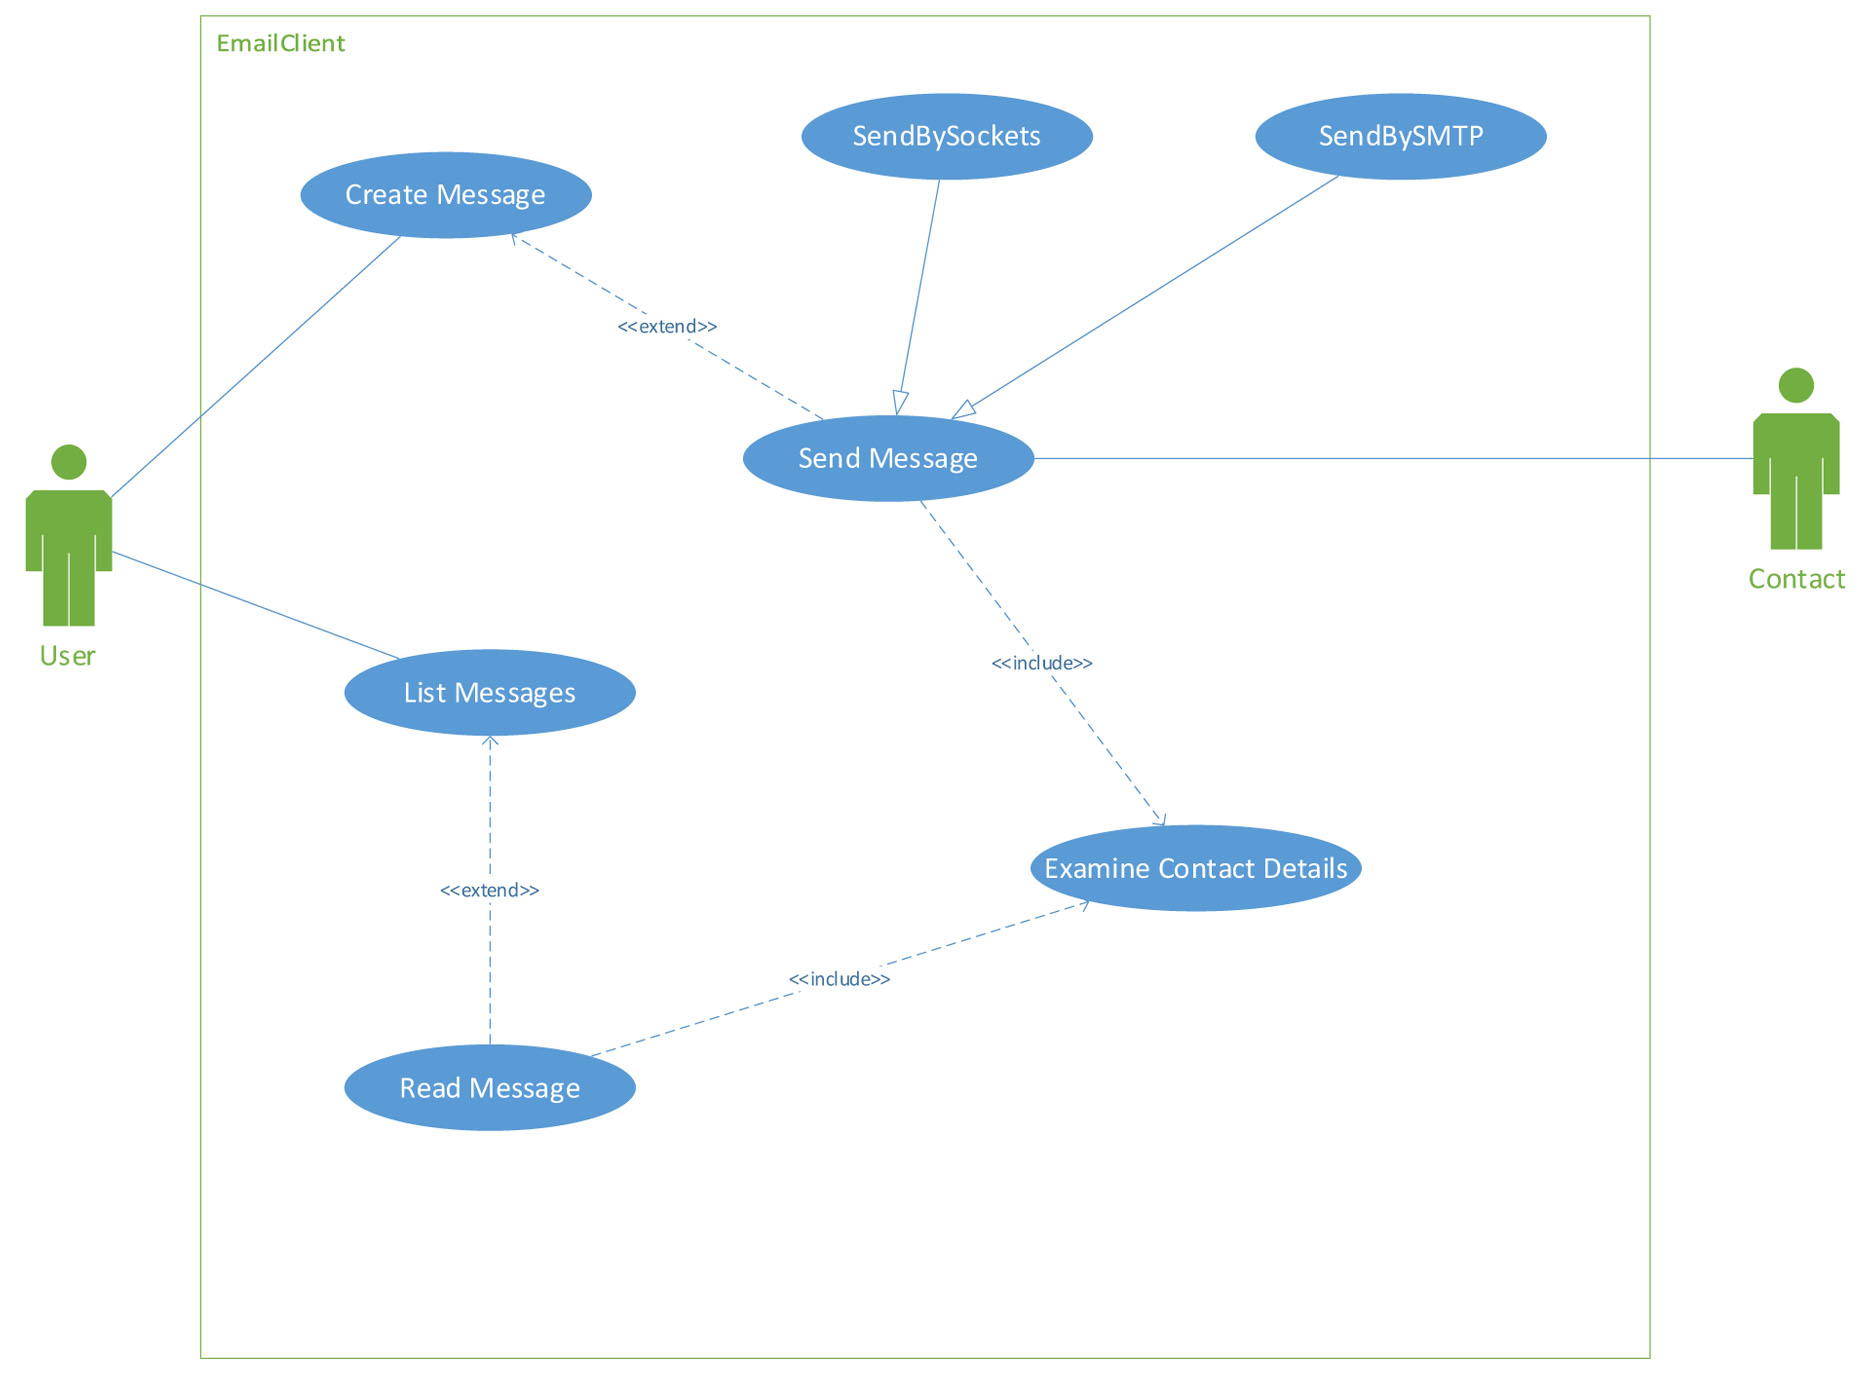 EmailClient
SendBySockets
SendBySMTP
Create Message
<<extend>>
Send Message
Contact
User
<<include>>
List Messages
Examine Contact Details
<<extend>>
<<include>>
Read Message